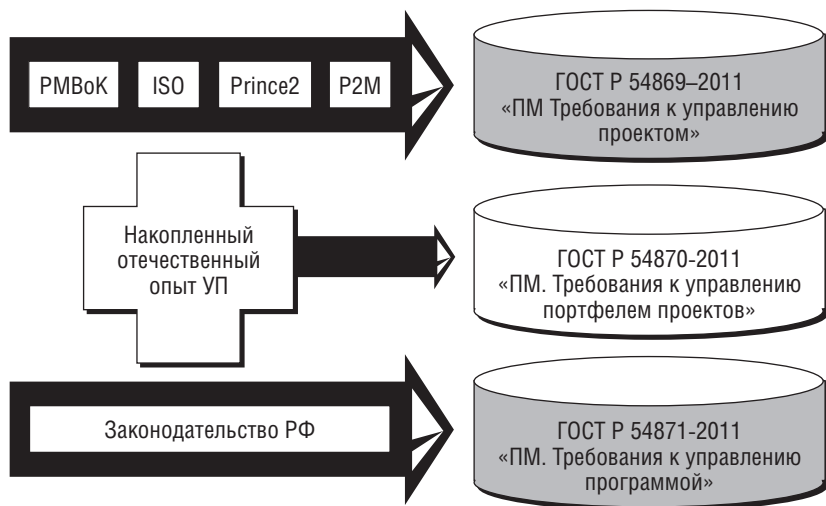 PMBoK ISO Prince2 P2M
ГОСТ Р 54869–2011
«ПМ Требования к управлению
проектом»
Накопленный
отечественный
опыт УП
ГОСТ Р 54870-2011
«ПМ. Требования к управлению
портфелем проектов»
Законодательство РФ
ГОСТ Р 54871-2011
«ПМ. Требования к управлению
программой»